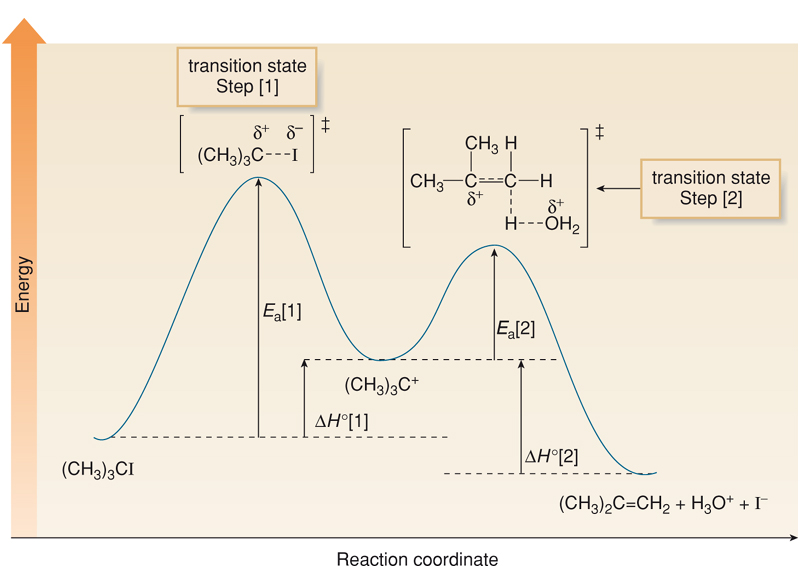 transition state
Step [1]
δ⁺ δ⁻ ‡
(CH₃)₃C---I
CH₃ H ‡
CH₃—C==C—H
δ⁺
δ⁺
H---OH₂
transition state
Step [2]
Energy
Eₐ[1]
Eₐ[2]
(CH₃)₃C⁺
ΔH°[1]
ΔH°[2]
(CH₃)₃CI
(CH₃)₂C=CH₂ + H₃O⁺ + I⁻
Reaction coordinate